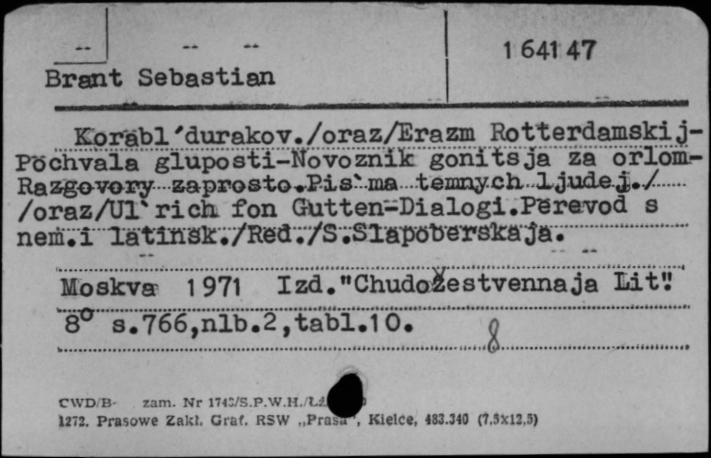 -- -- --
1 641 47
Brant Sebastian
Korabl'durakov./oraz/Erazm Rotterdamskij-
Pochvala gluposti-Novoznik gonitsja za orlom-
Razgovory zaprosto.Pis`ma temnych ljudej./
/oraz/Ul`rich fon Gutten-Dialogi.Perevod s
nem.i latinsk./Red./S.Slapoberskaja.
-- --
Moskva 1971 Izd."Chudožestvennaja Lit"!
8° s.766,nlb.2,tabl.10.
8
CWD/B- zam. Nr 1743/S.P.W.H./
1272. Prasowe Zakł. Graf. RSW „Prasa", Kielce, 483.340 (7,5x12,5)